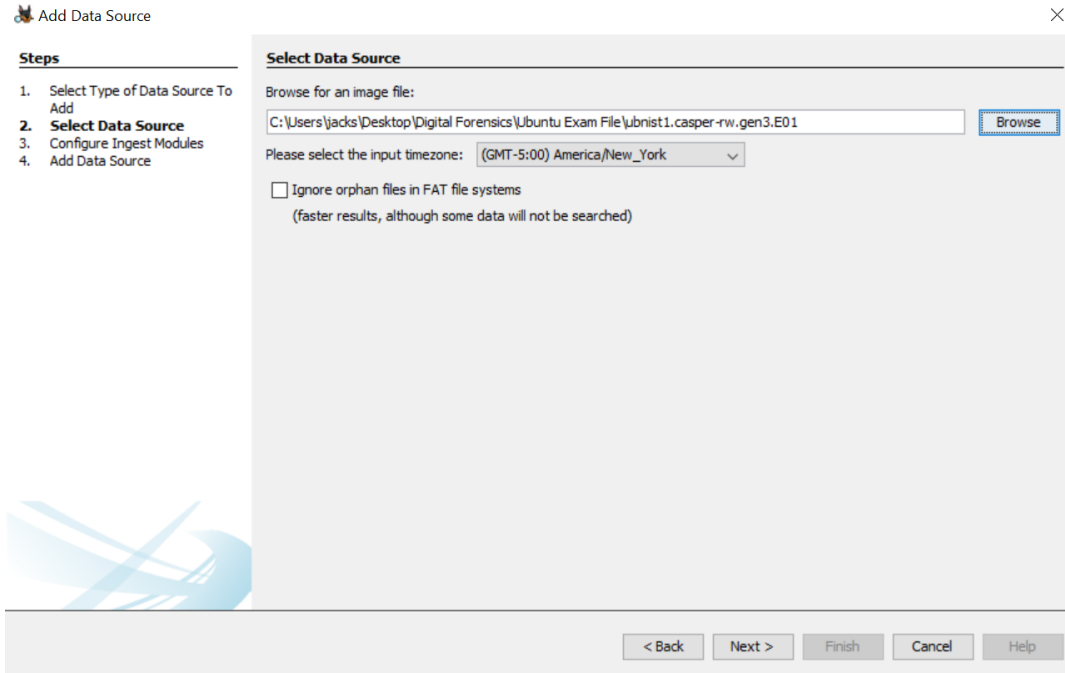 Add Data Source
Steps
1. Select Type of Data Source To
Add
2. Select Data Source
3. Configure Ingest Modules
4. Add Data Source
Select Data Source
Browse for an image file:
C:\Users\jacks\Desktop\Digital Forensics\Ubuntu Exam File\ubnist1.casper-rw.gen3.E01
Browse
Please select the input timezone: (GMT-5:00) America/New_York
Ignore orphan files in FAT file systems
(faster results, although some data will not be searched)
< Back Next > Finish Cancel Help